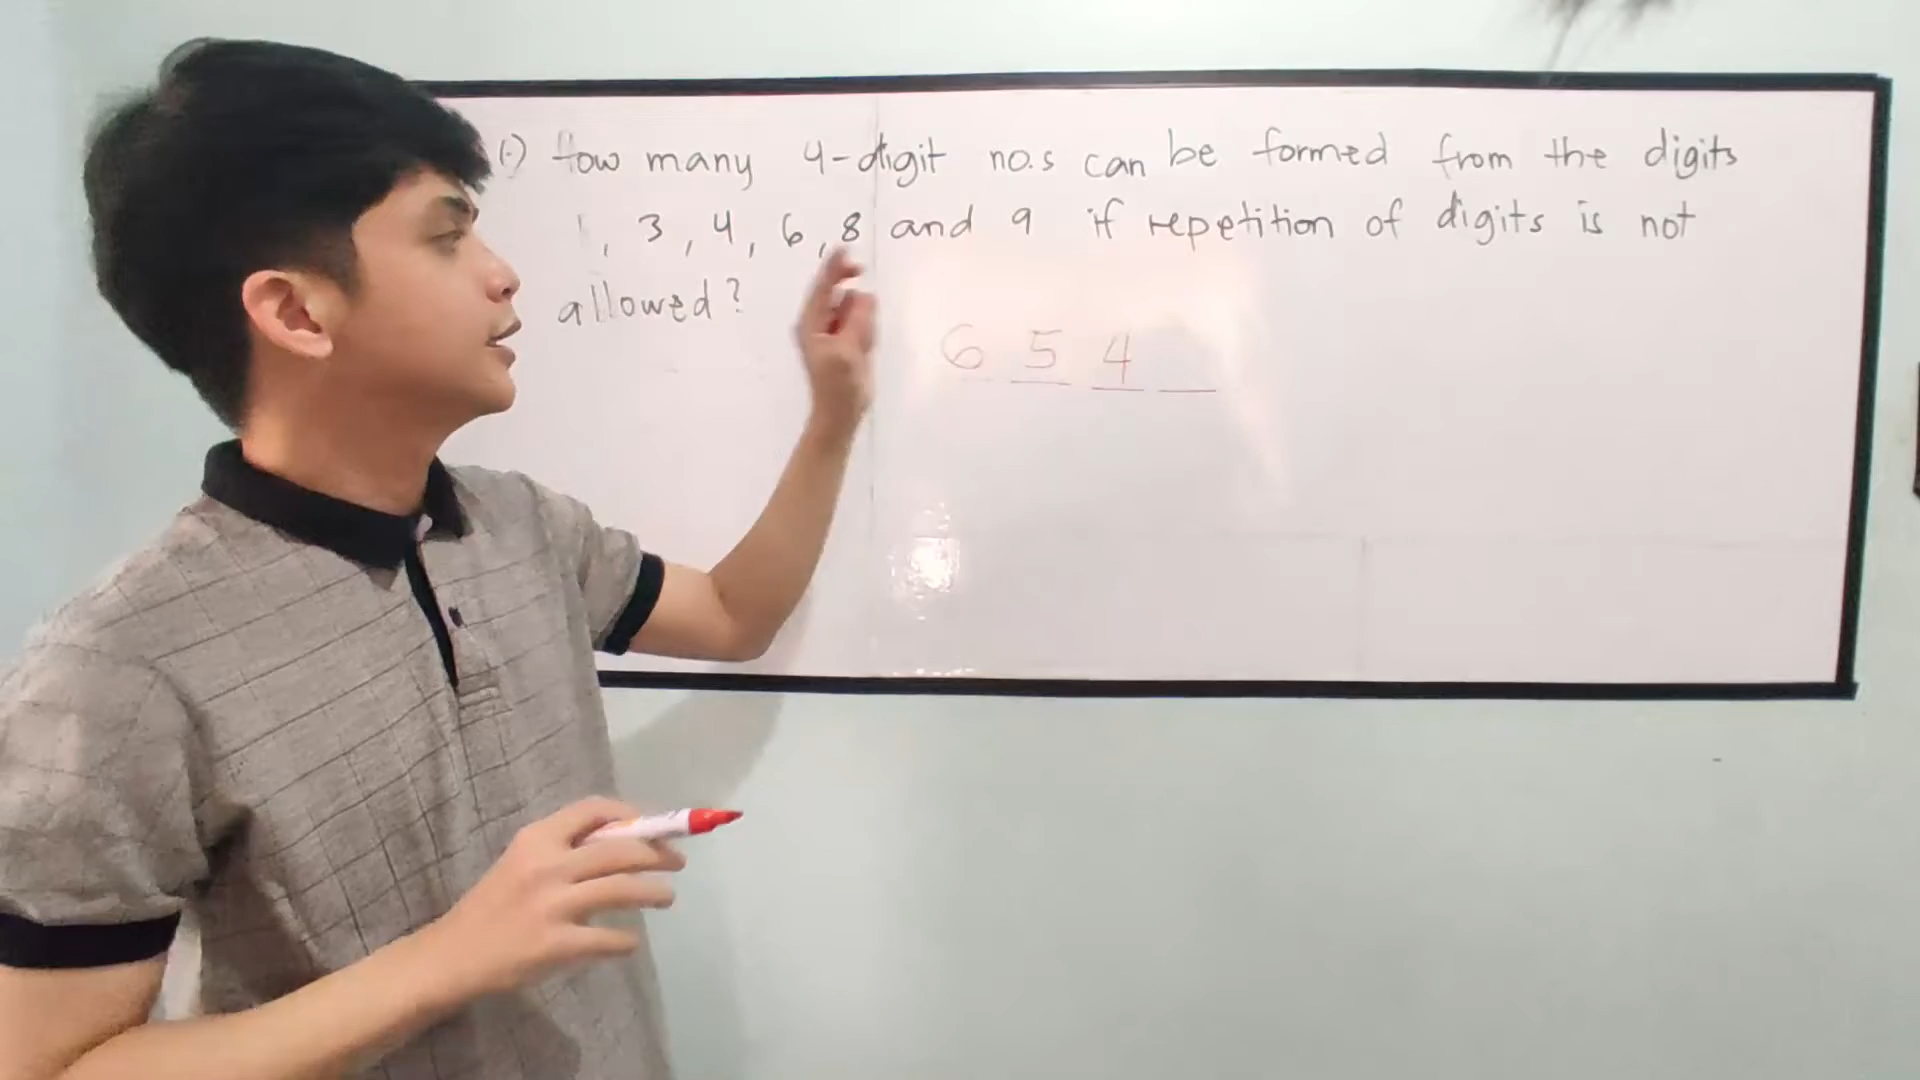 1.) How many 4-digit no.s can be formed from the digits
1, 3, 4, 6, 8 and 9 if repetition of digits is not
allowed?
6 5 4